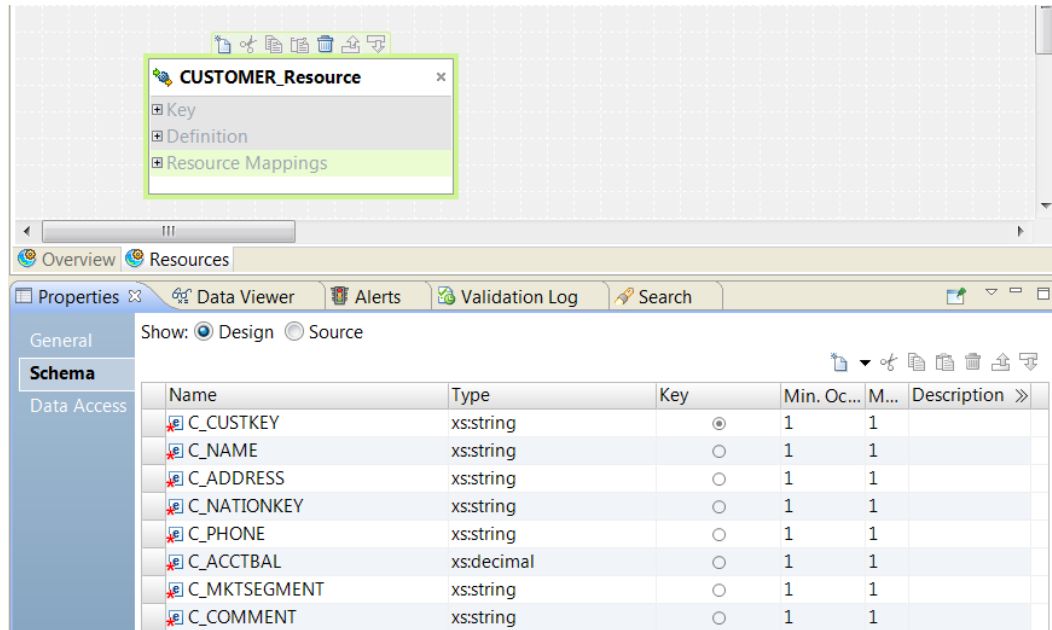 CUSTOMER_Resource
Key
Definition
Resource Mappings
Overview Resources
Properties Data Viewer Alerts Validation Log Search
General
Schema
Data Access
Show: Design Source
Name Type Key Min. Oc... M... Description
C_CUSTKEY xs:string 1 1
C_NAME xs:string 1 1
C_ADDRESS xs:string 1 1
C_NATIONKEY xs:string 1 1
C_PHONE xs:string 1 1
C_ACCTBAL xs:decimal 1 1
C_MKTSEGMENT xs:string 1 1
C_COMMENT xs:string 1 1